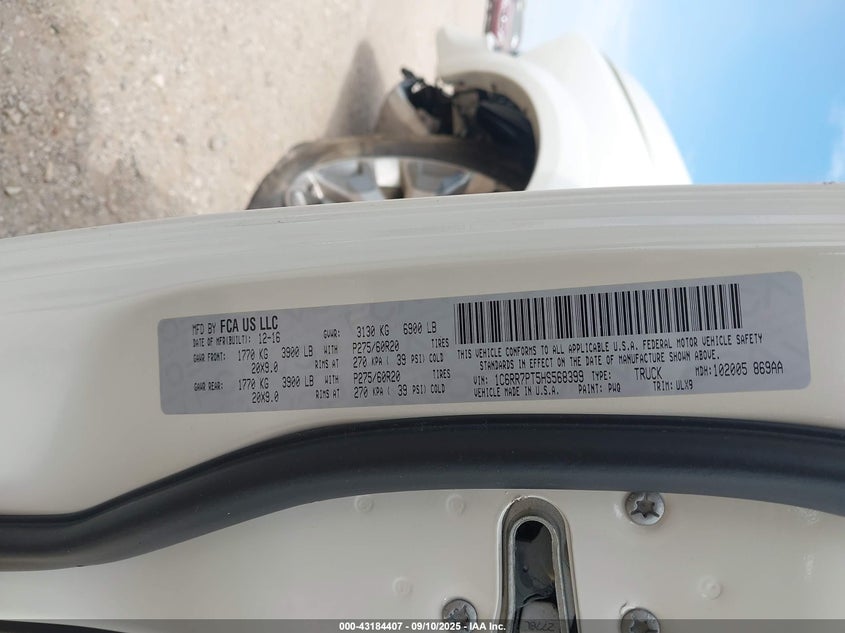 MFD BY FCA US LLC
DATE OF MFR(BUILT): 12-16
GVWR: 3130 KG 6900 LB
GAWR FRONT: 1770 KG 3900 LB WITH P275/60R20 TIRES
20X9.0 RIMS AT 270 KPA ( 39 PSI) COLD
GAWR REAR: 1770 KG 3900 LB WITH P275/60R20 TIRES
20X9.0 RIMS AT 270 KPA ( 39 PSI) COLD
THIS VEHICLE CONFORMS TO ALL APPLICABLE U.S.A. FEDERAL MOTOR VEHICLE SAFETY
STANDARDS IN EFFECT ON THE DATE OF MANUFACTURE SHOWN ABOVE.
VIN: 1C6RR7PT5HS568399 TYPE: TRUCK MDH:102005 869AA
VEHICLE MADE IN U.S.A. PAINT: PWQ TRIM: ULX9
000-43184407 - 09/10/2025 - IAA Inc.